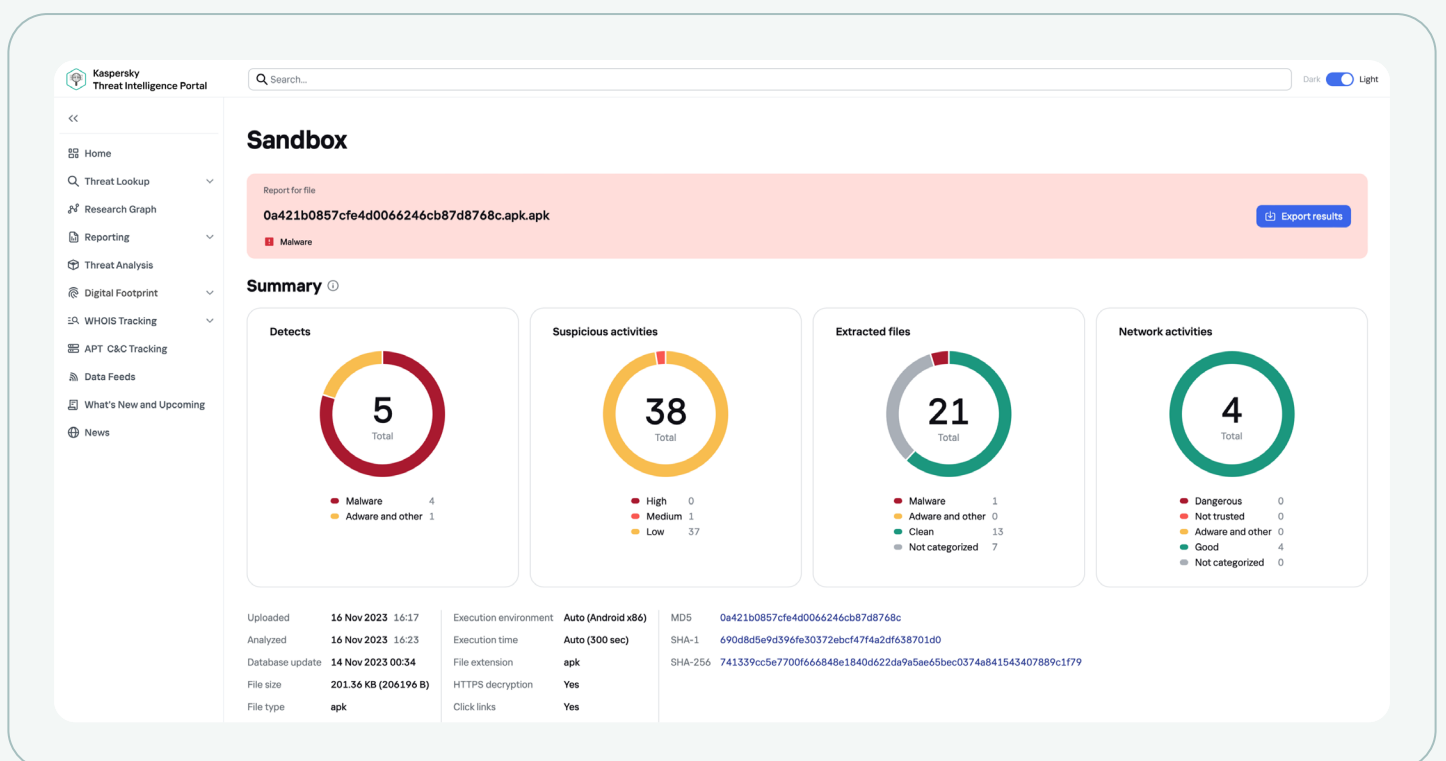 Kaspersky
Threat Intelligence Portal
Search...
Dark
Light
Home
Threat Lookup
Research Graph
Reporting
Threat Analysis
Digital Footprint
WHOIS Tracking
APT C&C Tracking
Data Feeds
What's New and Upcoming
News
Sandbox
Report for file
0a421b0857cfe4d0066246cb87d8768c.apk.apk
Malware
Export results
Summary
Detects
5
Total
Malware 4
Adware and other 1
Suspicious activities
38
Total
High 0
Medium 1
Low 37
Extracted files
21
Total
Malware 1
Adware and other 0
Clean 13
Not categorized 7
Network activities
4
Total
Dangerous 0
Not trusted 0
Adware and other 0
Good 4
Not categorized 0
Uploaded 16 Nov 2023 16:17
Analyzed 16 Nov 2023 16:23
Database update 14 Nov 2023 00:34
File size 201.36 KB (206196 B)
File type apk
Execution environment Auto (Android x86)
Execution time Auto (300 sec)
File extension apk
HTTPS decryption Yes
Click links Yes
MD5 0a421b0857cfe4d0066246cb87d8768c
SHA-1 690d8d5e9d396fe30372ebcf47f4a2df638701d0
SHA-256 741339cc5e7700f666848e1840d622da9a5ae65bec0374a841543407889c1f79